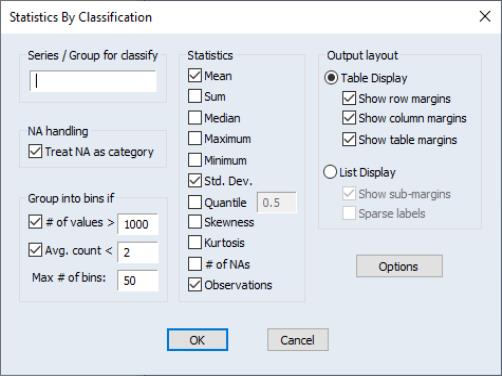 Statistics By Classification
Series / Group for classify
NA handling
Treat NA as category
Group into bins if
# of values > 1000
Avg. count < 2
Max # of bins: 50
Statistics
Mean
Sum
Median
Maximum
Minimum
Std. Dev.
Quantile 0.5
Skewness
Kurtosis
# of NAs
Observations
Output layout
Table Display
Show row margins
Show column margins
Show table margins
List Display
Show sub-margins
Sparse labels
Options
OK
Cancel